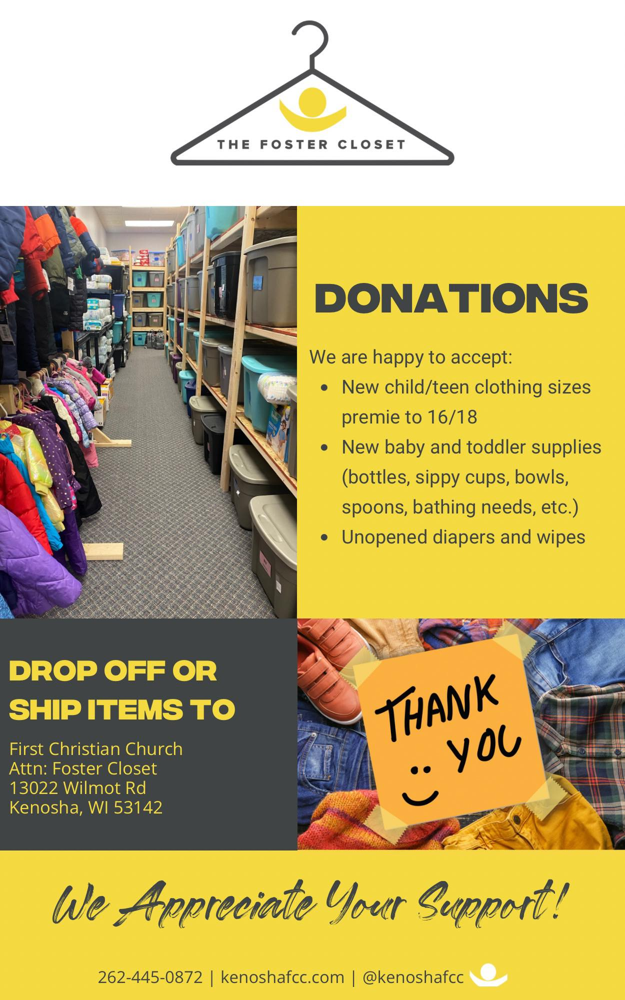 THE FOSTER CLOSET
DONATIONS
We are happy to accept:
• New child/teen clothing sizes
premie to 16/18
• New baby and toddler supplies
(bottles, sippy cups, bowls,
spoons, bathing needs, etc.)
• Unopened diapers and wipes
DROP OFF OR
SHIP ITEMS TO
First Christian Church
Attn: Foster Closet
13022 Wilmot Rd
Kenosha, WI 53142
THANK
YOU
We Appreciate Your Support!
262-445-0872 | kenoshafcc.com | @kenoshafcc